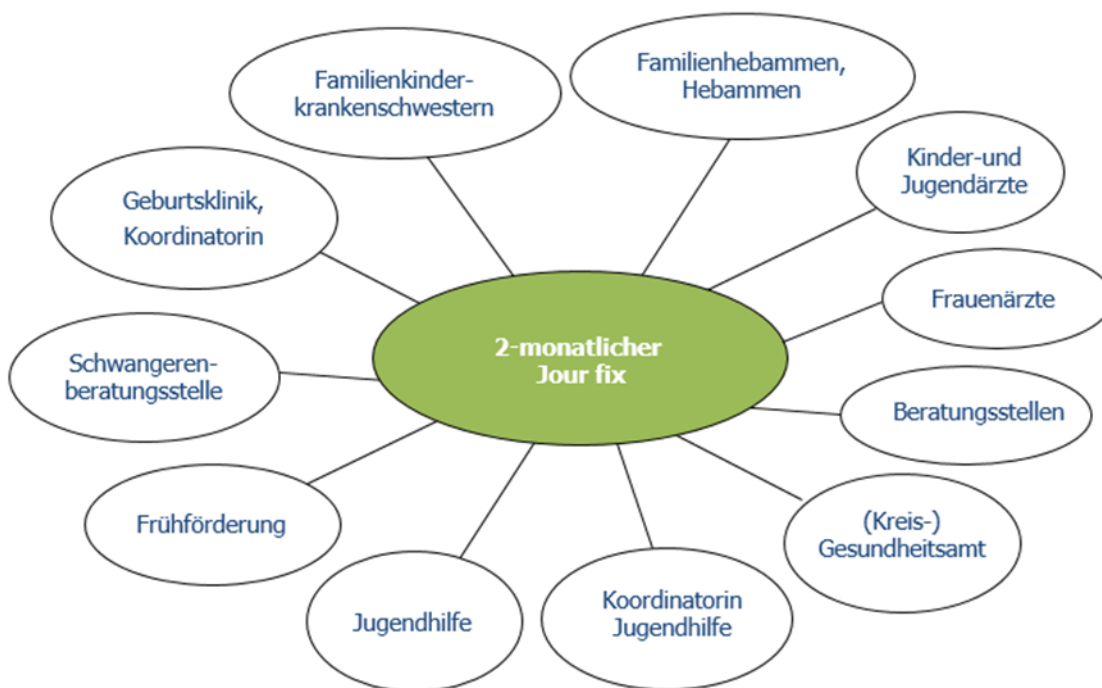 Familienkinder-
krankenschwestern
Familienhebammen,
Hebammen
Kinder-und
Jugendärzte
Geburtsklinik,
Koordinatorin
Frauenärzte
2-monatlicher
Jour fix
Schwangeren-
beratungsstelle
Beratungsstellen
Frühförderung
(Kreis-)
Gesundheitsamt
Jugendhilfe
Koordinatorin
Jugendhilfe